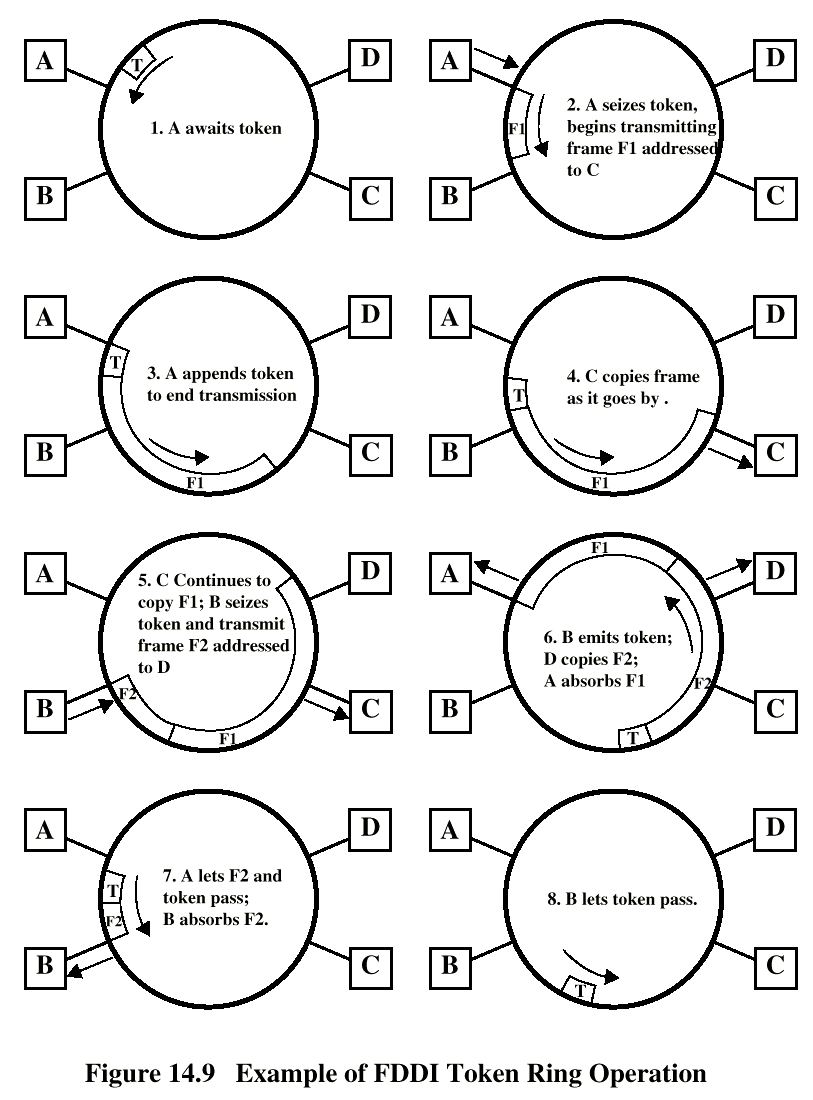 A
T
D
1. A awaits token
B
C
A
D
F1
2. A seizes token,
begins transmitting
frame F1 addressed
to C
B
C
A
D
T
3. A appends token
to end transmission
B
C
F1
A
D
T
4. C copies frame
as it goes by .
B
C
F1
A
D
5. C Continues to
copy F1; B seizes
token and transmit
frame F2 addressed
to D
B
F2
C
F1
F1
A
D
6. B emits token;
D copies F2;
A absorbs F1
F2
B
C
T
A
D
T
F2
7. A lets F2 and
token pass;
B absorbs F2.
B
C
A
D
8. B lets token pass.
B
C
T
Figure 14.9 Example of FDDI Token Ring Operation